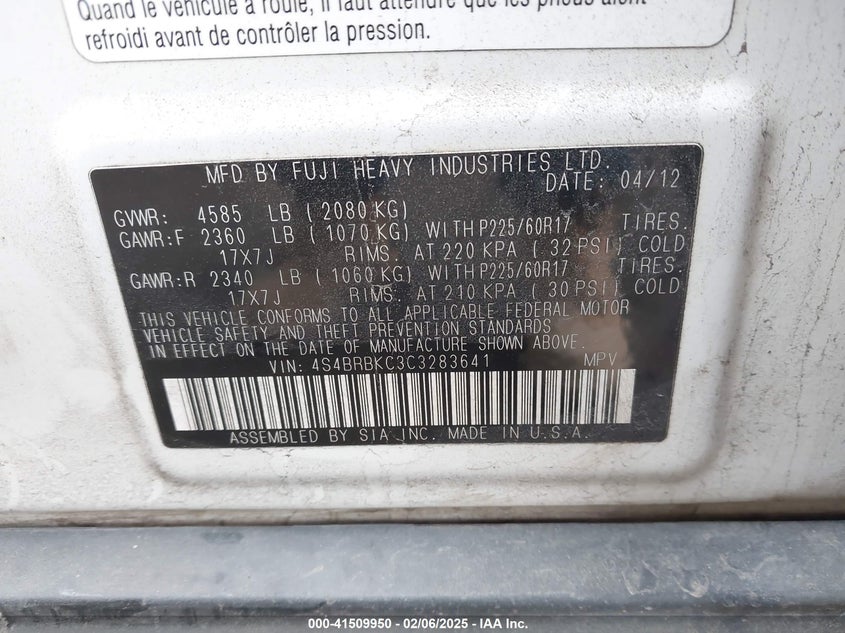 Quand le véhicule a roulé, il faut attendre que les pneus aient
refroidi avant de contrôler la pression.
MFD BY FUJI HEAVY INDUSTRIES LTD.
DATE: 04/12
GVWR: 4585 LB ( 2080 KG)
GAWR:F 2360 LB ( 1070 KG) WITH P225/60R17 TIRES.
17X7J RIMS. AT 220 KPA ( 32 PSI) COLD
GAWR:R 2340 LB ( 1060 KG) WITH P225/60R17 TIRES.
17X7J RIMS. AT 210 KPA ( 30 PSI) COLD
THIS VEHICLE CONFORMS TO ALL APPLICABLE FEDERAL MOTOR
VEHICLE SAFETY AND THEFT PREVENTION STANDARDS
IN EFFECT ON THE DATE OF MANUFACTURE SHOWN ABOVE.
VIN: 4S4BRBKC3C3283641 MPV
ASSEMBLED BY SIA INC. MADE IN U.S.A.
000-41509950 - 02/06/2025 - IAA Inc.